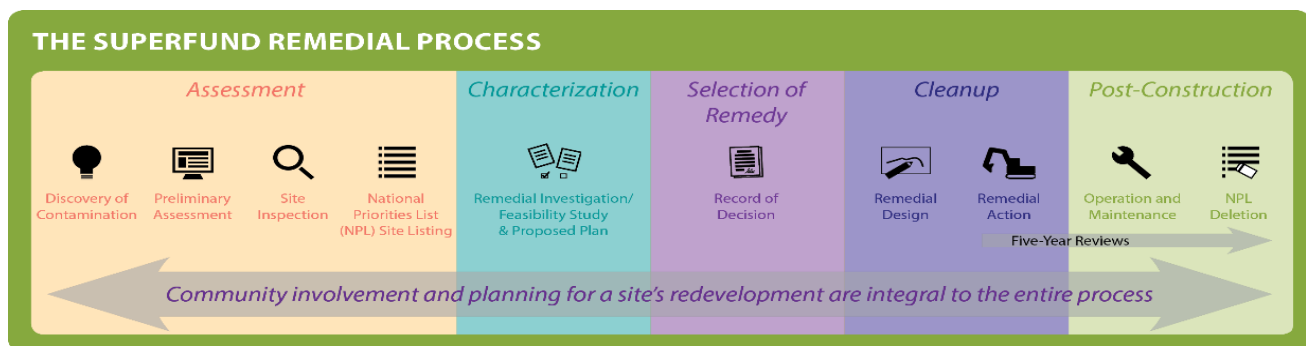 THE SUPERFUND REMEDIAL PROCESS
Assessment
Discovery of
Contamination
Preliminary
Assessment
Site
Inspection
National
Priorities List
(NPL) Site Listing
Characterization
Remedial Investigation/
Feasibility Study
& Proposed Plan
Selection of
Remedy
Record of
Decision
Cleanup
Remedial
Design
Remedial
Action
Post-Construction
Operation and
Maintenance
NPL
Deletion
Five-Year Reviews
Community involvement and planning for a site's redevelopment are integral to the entire process